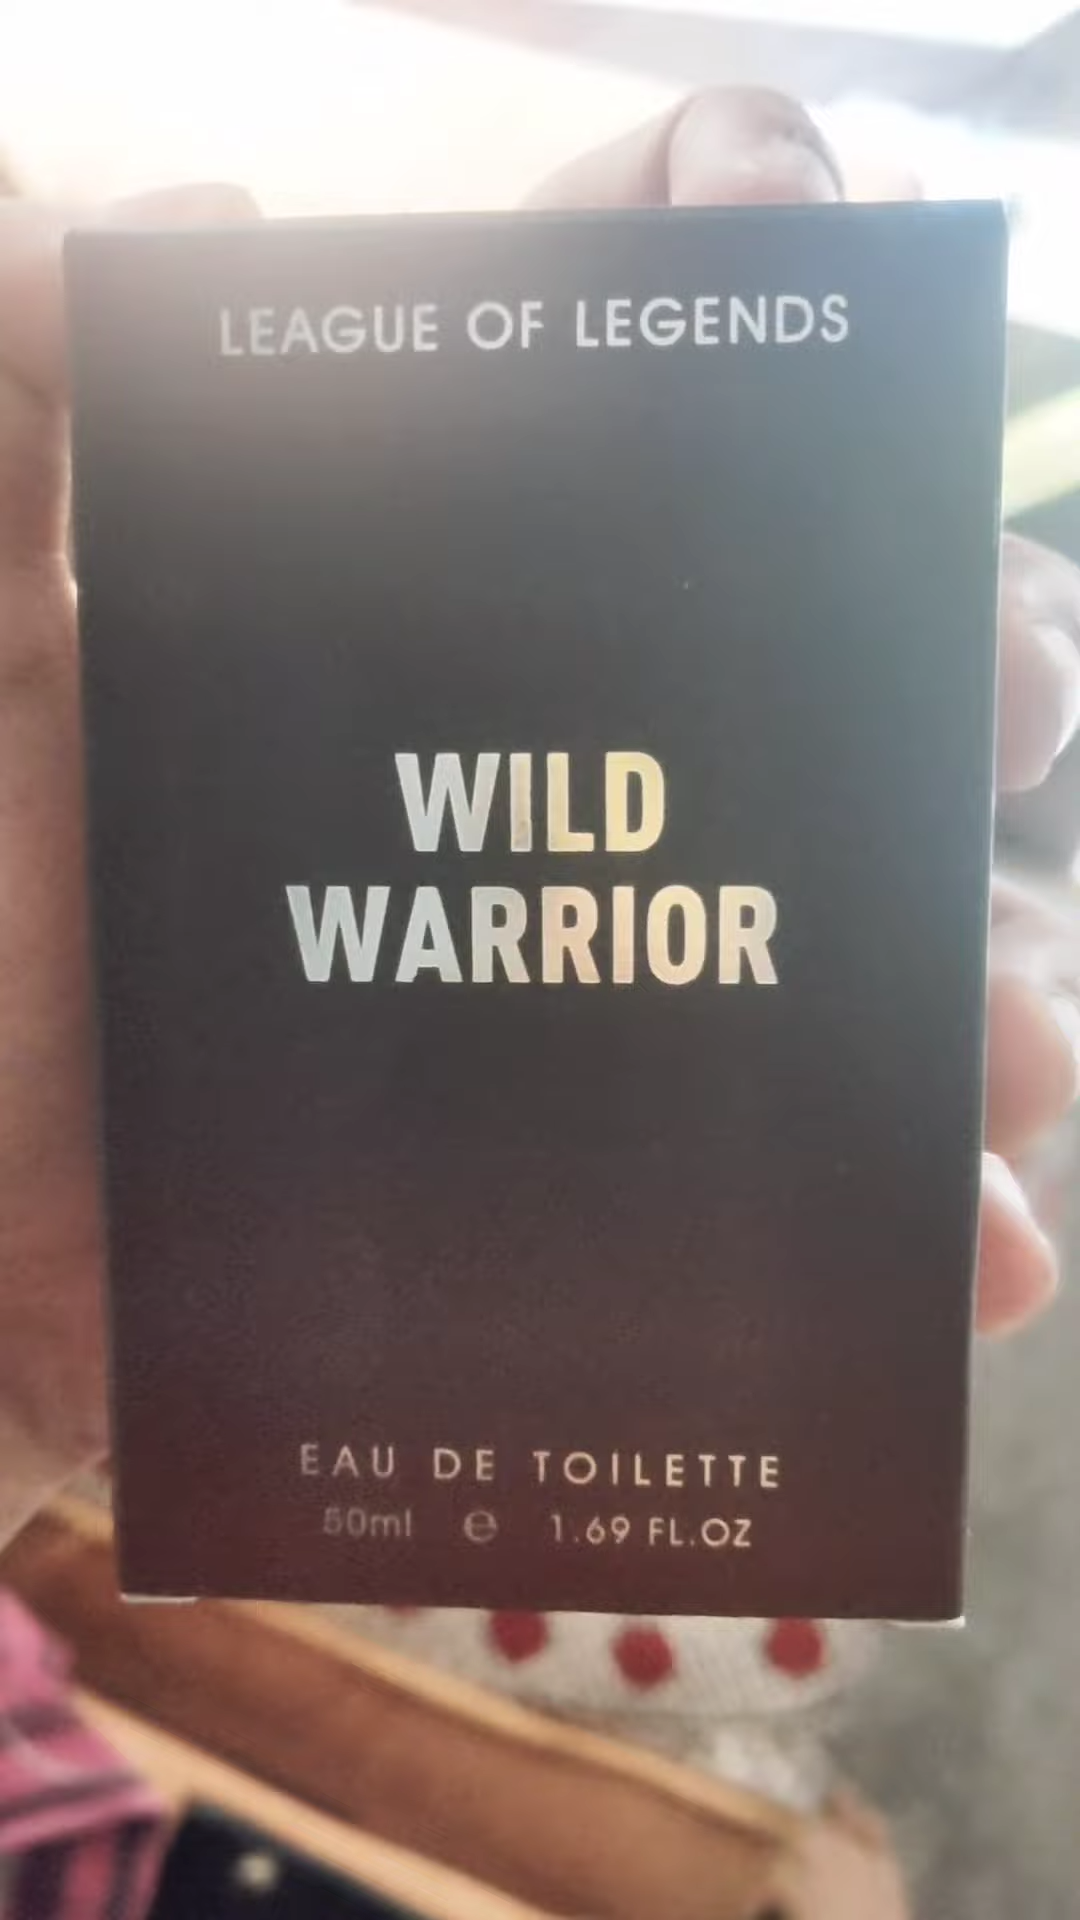 LEAGUE OF LEGENDS
WILD
WARRIOR
EAU DE TOILETTE
50ml ℮ 1.69 FL.OZ